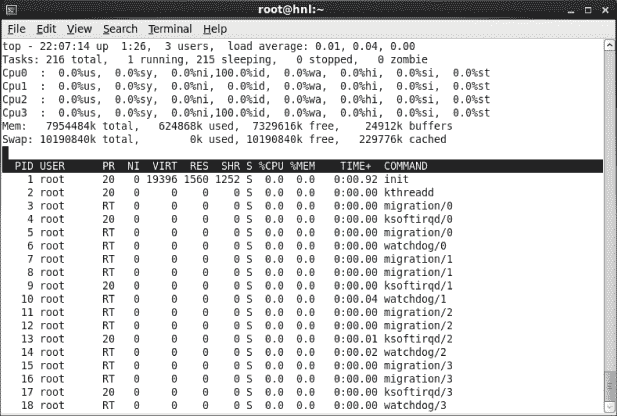 root@hnl:~
File Edit View Search Terminal Help
top - 22:07:14 up  1:26,  3 users,  load average: 0.01, 0.04, 0.00
Tasks: 216 total,   1 running, 215 sleeping,   0 stopped,   0 zombie
Cpu0  :  0.0%us,  0.0%sy,  0.0%ni,100.0%id,  0.0%wa,  0.0%hi,  0.0%si,  0.0%st
Cpu1  :  0.0%us,  0.0%sy,  0.0%ni,100.0%id,  0.0%wa,  0.0%hi,  0.0%si,  0.0%st
Cpu2  :  0.0%us,  0.0%sy,  0.0%ni,100.0%id,  0.0%wa,  0.0%hi,  0.0%si,  0.0%st
Cpu3  :  0.0%us,  0.0%sy,  0.0%ni,100.0%id,  0.0%wa,  0.0%hi,  0.0%si,  0.0%st
Mem:   7954484k total,   624868k used,  7329616k free,    24912k buffers
Swap: 10190840k total,        0k used, 10190840k free,   229776k cached
PID USER      PR  NI  VIRT  RES  SHR S %CPU %MEM    TIME+  COMMAND
1 root      20   0 19396 1560 1252 S  0.0  0.0   0:00.92 init
2 root      20   0     0    0    0 S  0.0  0.0   0:00.00 kthreadd
3 root      RT   0     0    0    0 S  0.0  0.0   0:00.00 migration/0
4 root      20   0     0    0    0 S  0.0  0.0   0:00.00 ksoftirqd/0
5 root      RT   0     0    0    0 S  0.0  0.0   0:00.00 migration/0
6 root      RT   0     0    0    0 S  0.0  0.0   0:00.00 watchdog/0
7 root      RT   0     0    0    0 S  0.0  0.0   0:00.00 migration/1
8 root      RT   0     0    0    0 S  0.0  0.0   0:00.00 migration/1
9 root      20   0     0    0    0 S  0.0  0.0   0:00.00 ksoftirqd/1
10 root      RT   0     0    0    0 S  0.0  0.0   0:00.04 watchdog/1
11 root      RT   0     0    0    0 S  0.0  0.0   0:00.00 migration/2
12 root      RT   0     0    0    0 S  0.0  0.0   0:00.00 migration/2
13 root      20   0     0    0    0 S  0.0  0.0   0:00.01 ksoftirqd/2
14 root      RT   0     0    0    0 S  0.0  0.0   0:00.02 watchdog/2
15 root      RT   0     0    0    0 S  0.0  0.0   0:00.00 migration/3
16 root      RT   0     0    0    0 S  0.0  0.0   0:00.00 migration/3
17 root      20   0     0    0    0 S  0.0  0.0   0:00.00 ksoftirqd/3
18 root      RT   0     0    0    0 S  0.0  0.0   0:00.00 watchdog/3